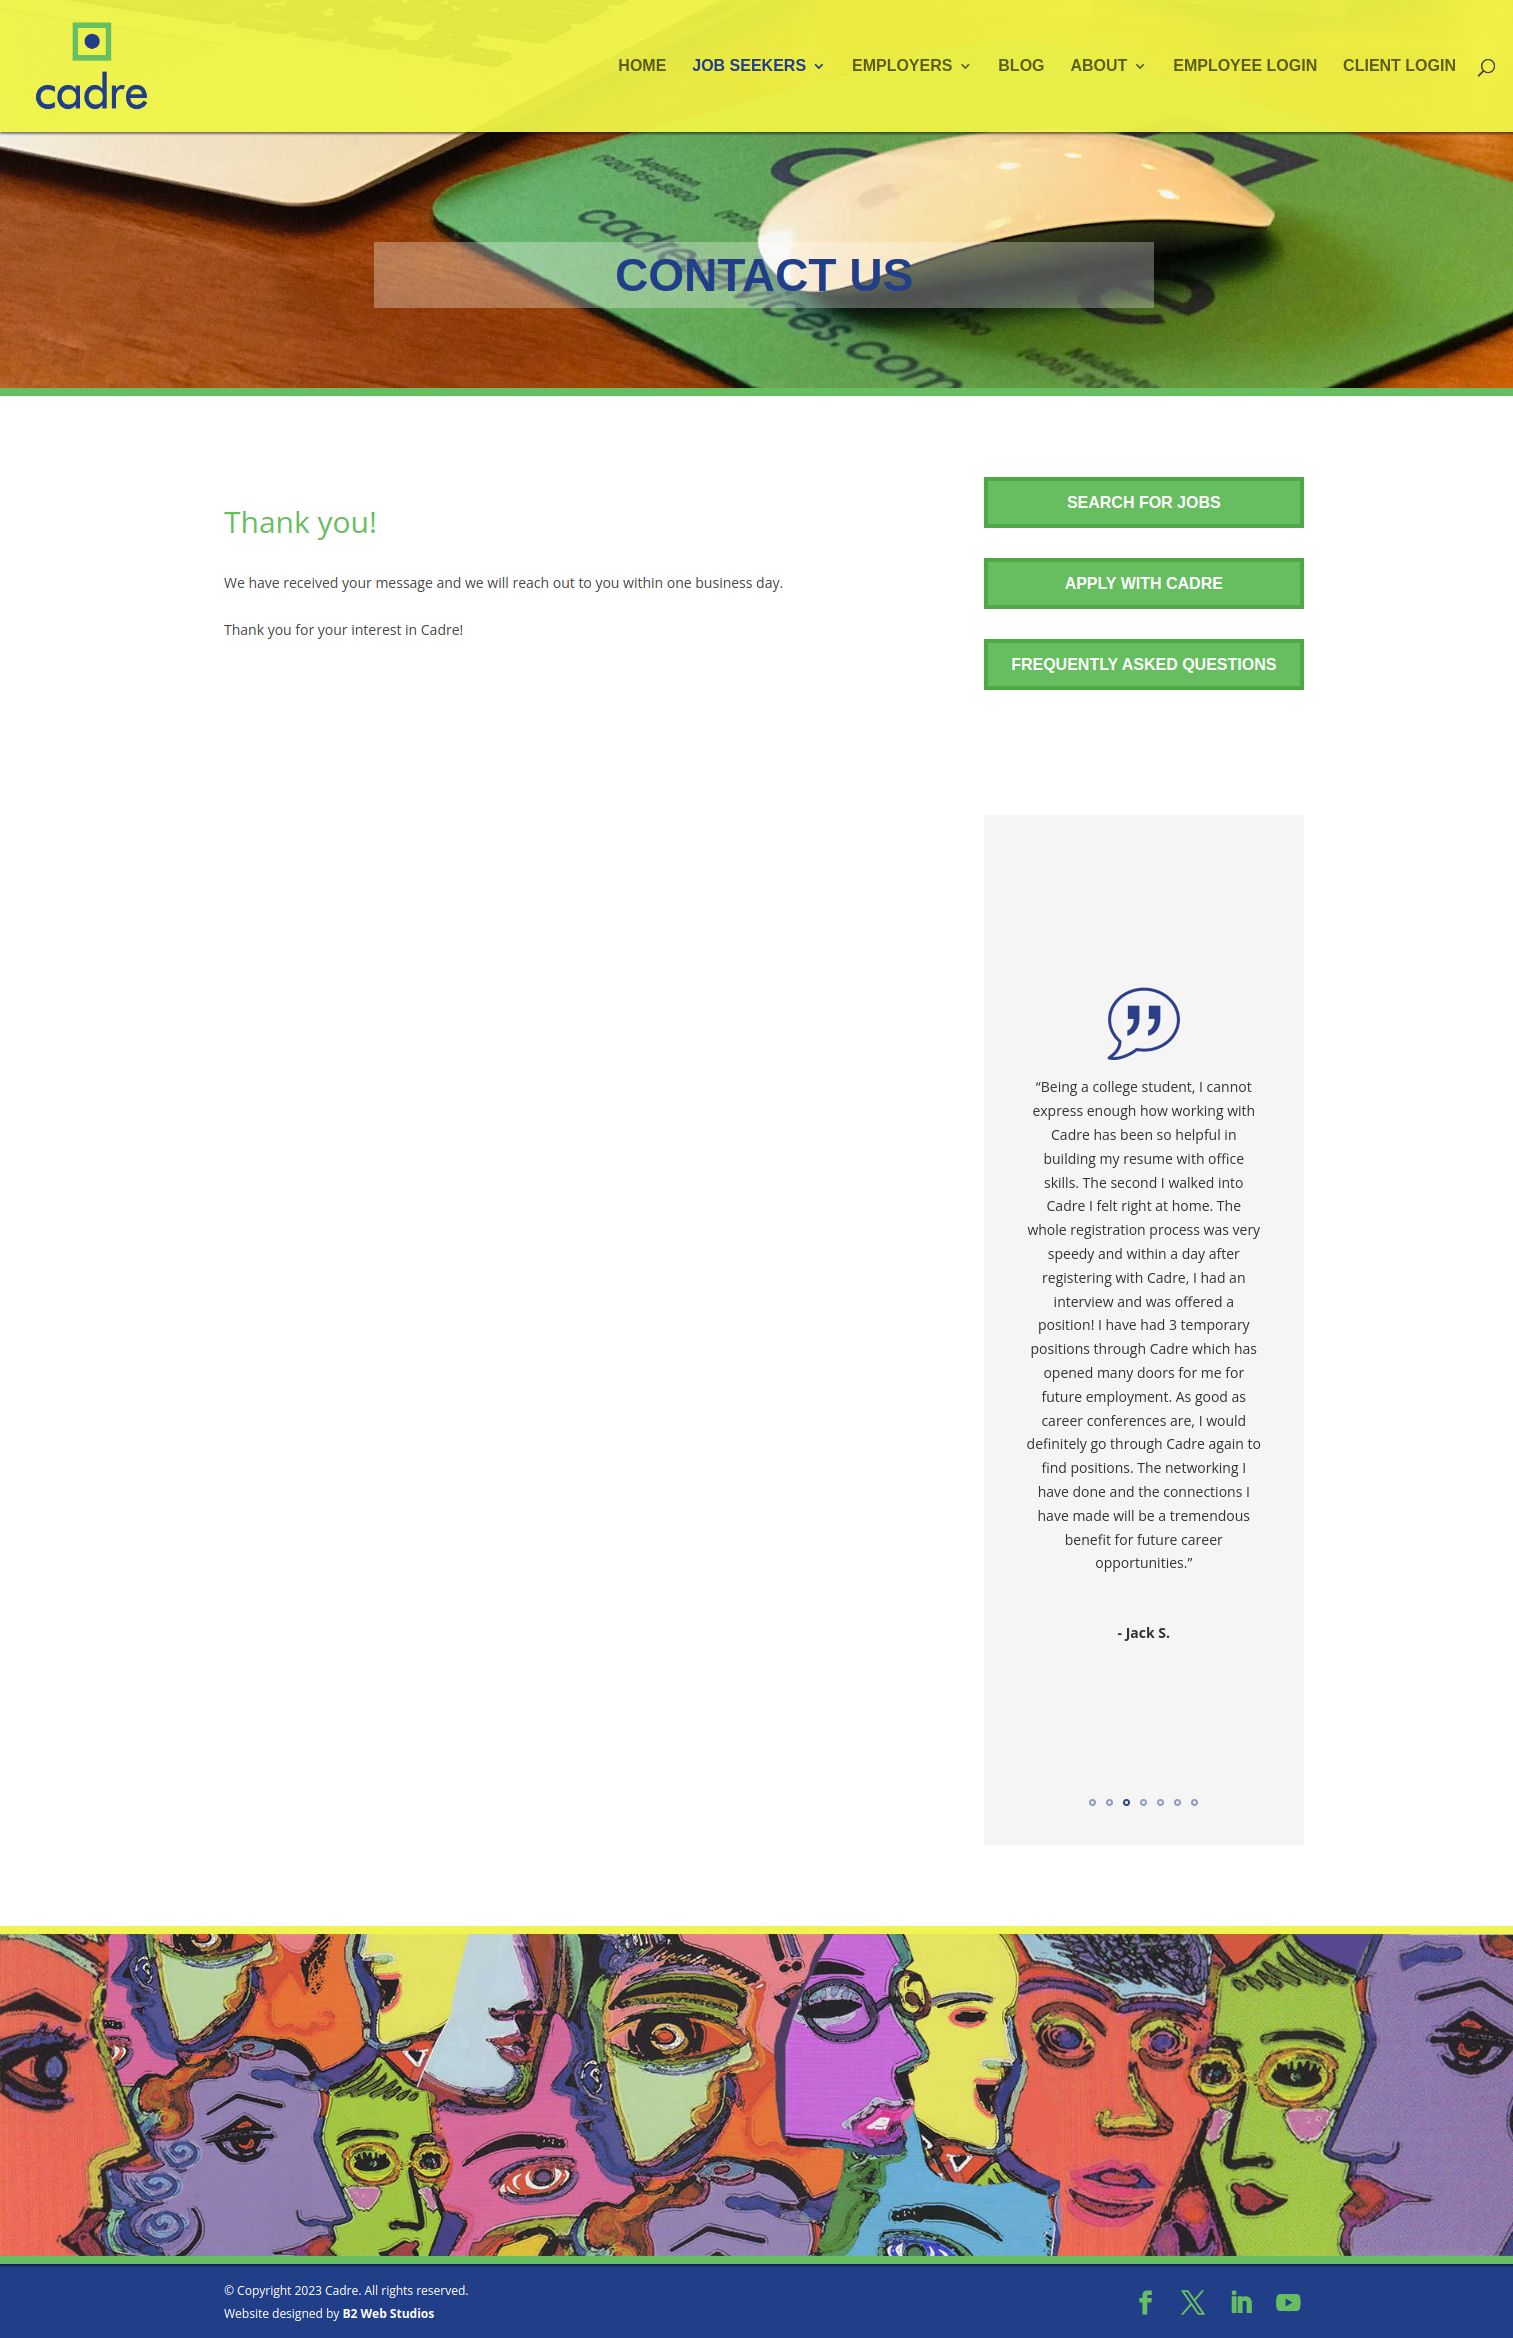 cadre
HOME JOB SEEKERS EMPLOYERS BLOG ABOUT EMPLOYEE LOGIN CLIENT LOGIN
Appleton
(920) 954-8800
(920)
cadreservices.com
CONTACT US
Thank you!
We have received your message and we will reach out to you within one business day.
Thank you for your interest in Cadre!
SEARCH FOR JOBS
APPLY WITH CADRE
FREQUENTLY ASKED QUESTIONS
“Being a college student, I cannot
express enough how working with
Cadre has been so helpful in
building my resume with office
skills. The second I walked into
Cadre I felt right at home. The
whole registration process was very
speedy and within a day after
registering with Cadre, I had an
interview and was offered a
position! I have had 3 temporary
positions through Cadre which has
opened many doors for me for
future employment. As good as
career conferences are, I would
definitely go through Cadre again to
find positions. The networking I
have done and the connections I
have made will be a tremendous
benefit for future career
opportunities.”
- Jack S.
© Copyright 2023 Cadre. All rights reserved.
Website designed by B2 Web Studios